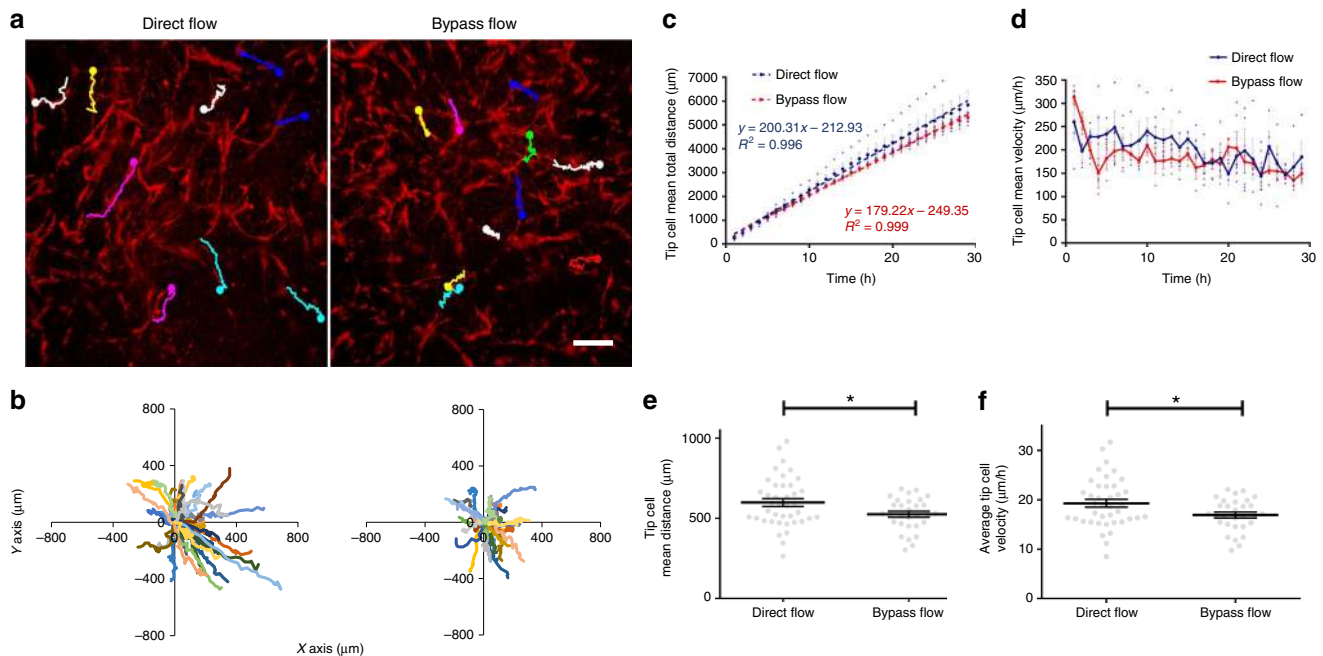 a
Direct flow
Bypass flow
b
800
400
0
−400
−800
−800
−400
400
800
Y axis (µm)
800
400
0
−400
−800
−800
−400
400
800
X axis (µm)
c
Tip cell mean total distance (µm)
7000
6000
5000
4000
3000
2000
1000
0
Direct flow
Bypass flow
y = 200.31x − 212.93
R² = 0.996
y = 179.22x − 249.35
R² = 0.999
0
10
20
30
Time (h)
d
Tip cell mean velocity (µm/h)
350
300
250
200
150
100
50
0
Direct flow
Bypass flow
0
10
20
30
Time (h)
e
*
Tip cell
mean distance (µm)
1000
500
0
Direct flow
Bypass flow
f
*
Average tip cell
velocity (µm/h)
30
20
10
0
Direct flow
Bypass flow